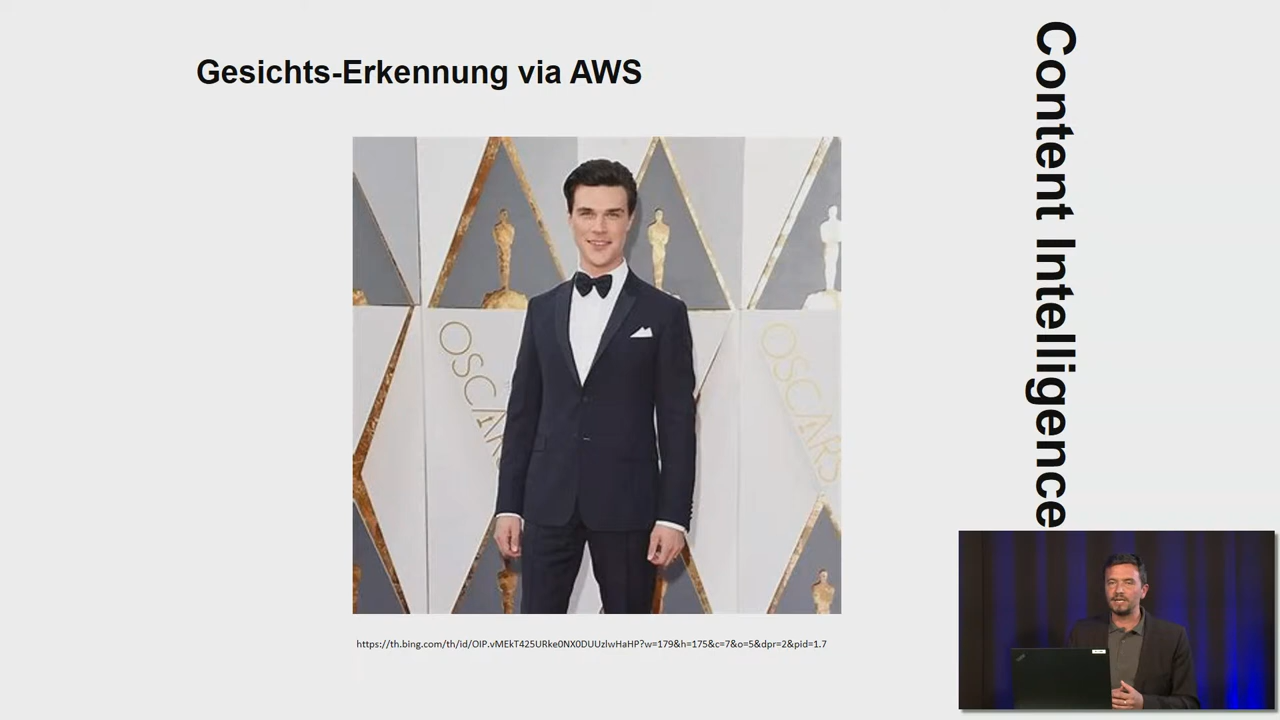 Gesichts-Erkennung via AWS
Content Intelligence
OSCARS
OSCARS
https://th.bing.com/th/id/OIP.vMEkT425URke0NX0DUUzlwHaHP?w=179&h=175&c=7&o=5&dpr=2&pid=1.7